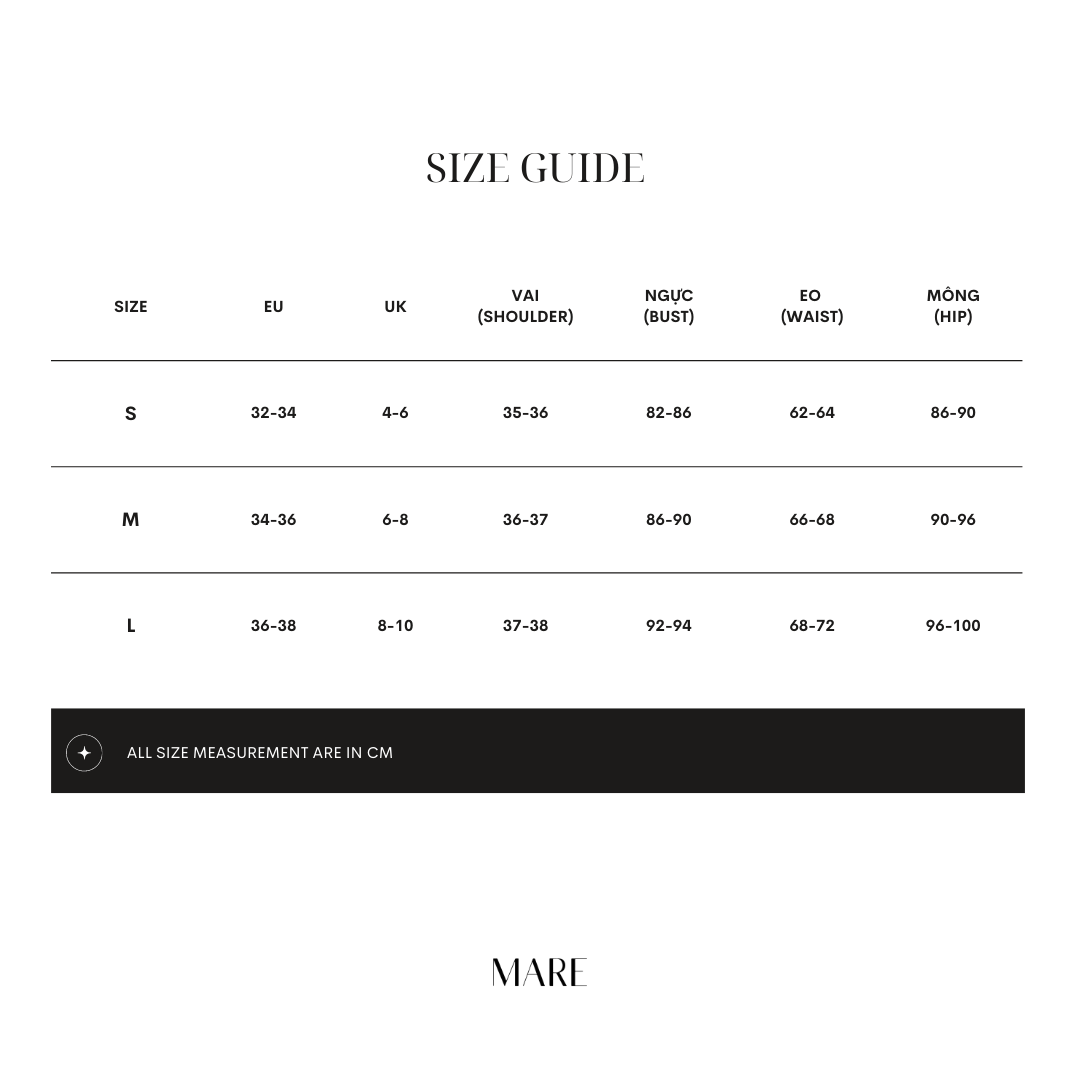 SIZE GUIDE
SIZE EU UK VAI (SHOULDER) NGỰC (BUST) EO (WAIST) MÔNG (HIP)
S 32-34 4-6 35-36 82-86 62-64 86-90
M 34-36 6-8 36-37 86-90 66-68 90-96
L 36-38 8-10 37-38 92-94 68-72 96-100
ALL SIZE MEASUREMENT ARE IN CM
MARE